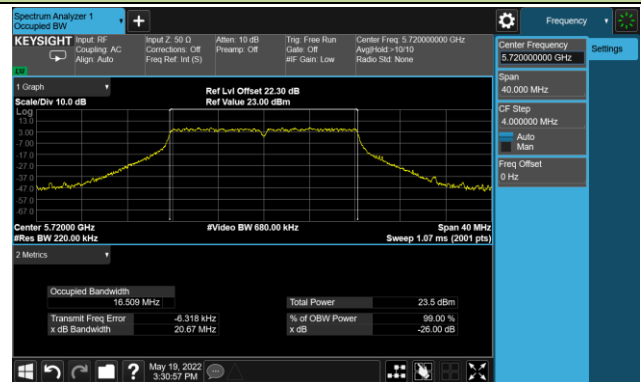 Spectrum Analyzer 1
Occupied BW
Frequency
KEYSIGHT
Input: RF
Coupling: AC
Align: Auto
Input Z: 50 Ω
Corrections: Off
Freq Ref: Int (S)
Atten: 10 dB
Preamp: Off
Trig: Free Run
Gate: Off
#IF Gain: Low
Center Freq: 5.720000000 GHz
Avg|Hold:>10/10
Radio Std: None
Center Frequency
5.720000000 GHz
Settings
Span
40.000 MHz
CF Step
4.000000 MHz
Auto
Man
Freq Offset
0 Hz
1 Graph
Scale/Div 10.0 dB
Ref Lvl Offset 22.30 dB
Ref Value 23.00 dBm
Log
13.0
3.00
-7.00
-17.0
-27.0
-37.0
-47.0
-57.0
-67.0
Center 5.72000 GHz
#Res BW 220.00 kHz
#Video BW 680.00 kHz
Span 40 MHz
Sweep 1.07 ms (2001 pts)
2 Metrics
Occupied Bandwidth
16.509 MHz
Transmit Freq Error -6.318 kHz
x dB Bandwidth 20.67 MHz
Total Power 23.5 dBm
% of OBW Power 99.00 %
x dB -26.00 dB
May 19, 2022
3:30:57 PM